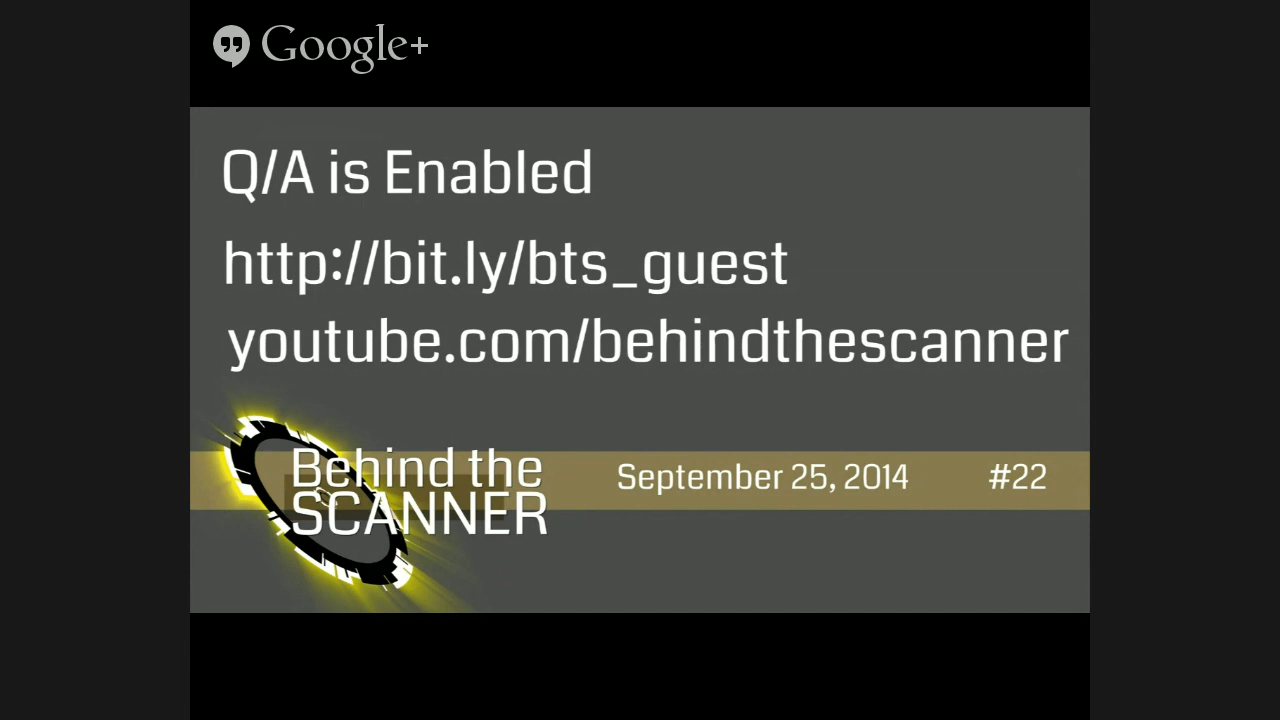 Google+
Q/A is Enabled
http://bit.ly/bts_guest
youtube.com/behindthescanner
Behind the
SCANNER
September 25, 2014
#22